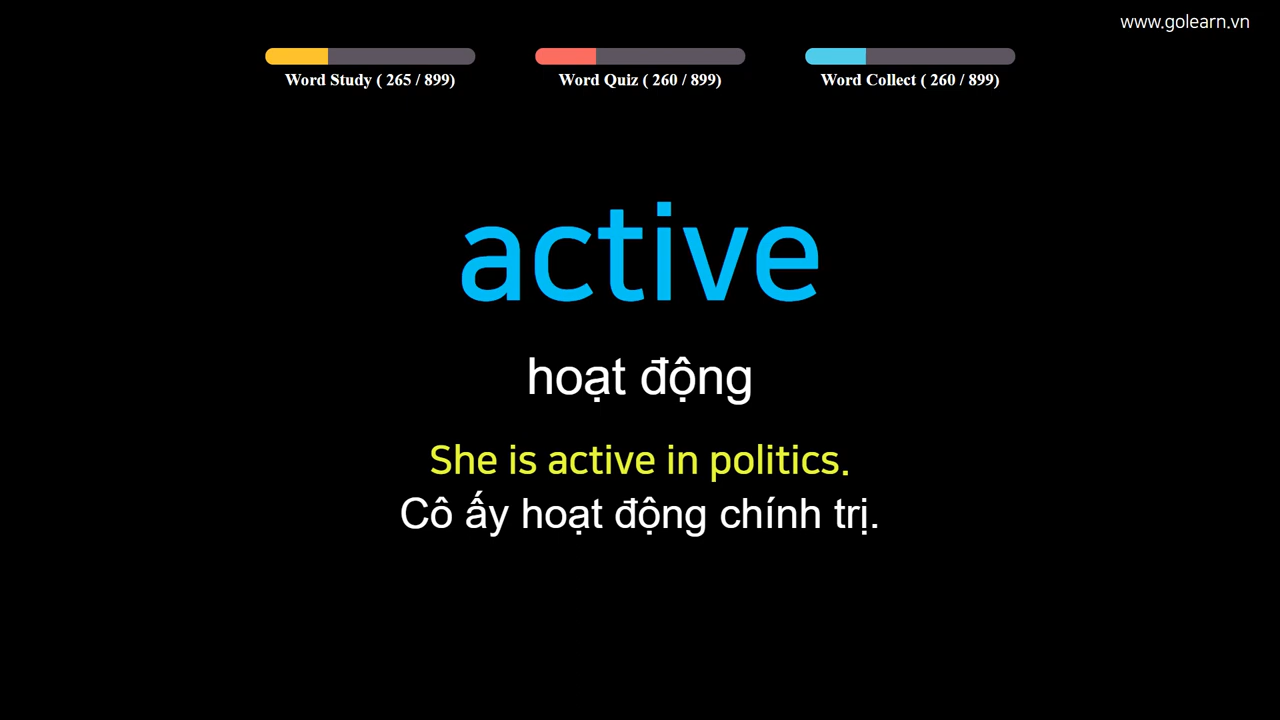 www.golearn.vn
Word Study ( 265 / 899)
Word Quiz ( 260 / 899)
Word Collect ( 260 / 899)
active
hoạt động
She is active in politics.
Cô ấy hoạt động chính trị.